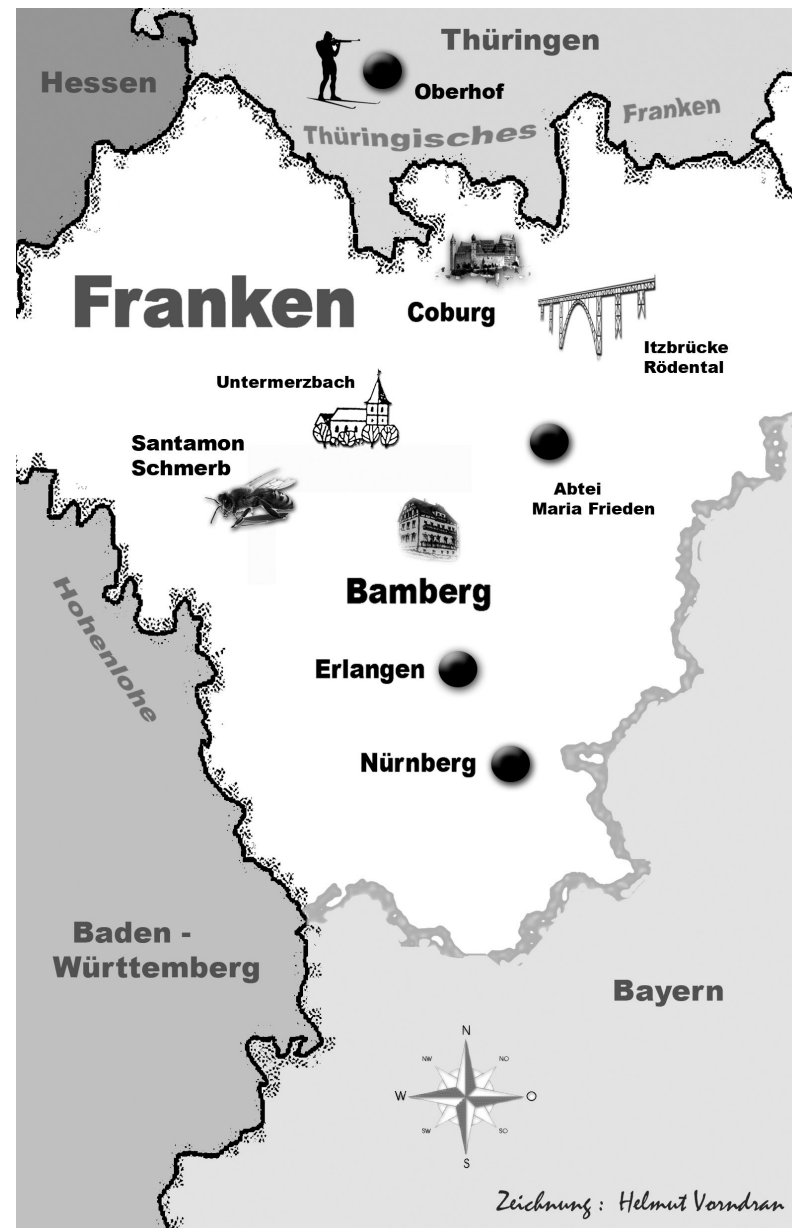 Thüringen
Hessen
Oberhof
Franken
Thüringisches
Franken
Coburg
Itzbrücke
Rödental
Untermerzbach
Santamon
Schmerb
Abtei
Maria Frieden
Bamberg
Hohenlohe
Erlangen
Nürnberg
Baden -
Württemberg
Bayern
N
NW
NO
W
O
SW
SO
S
Zeichnung : Helmut Vorndran